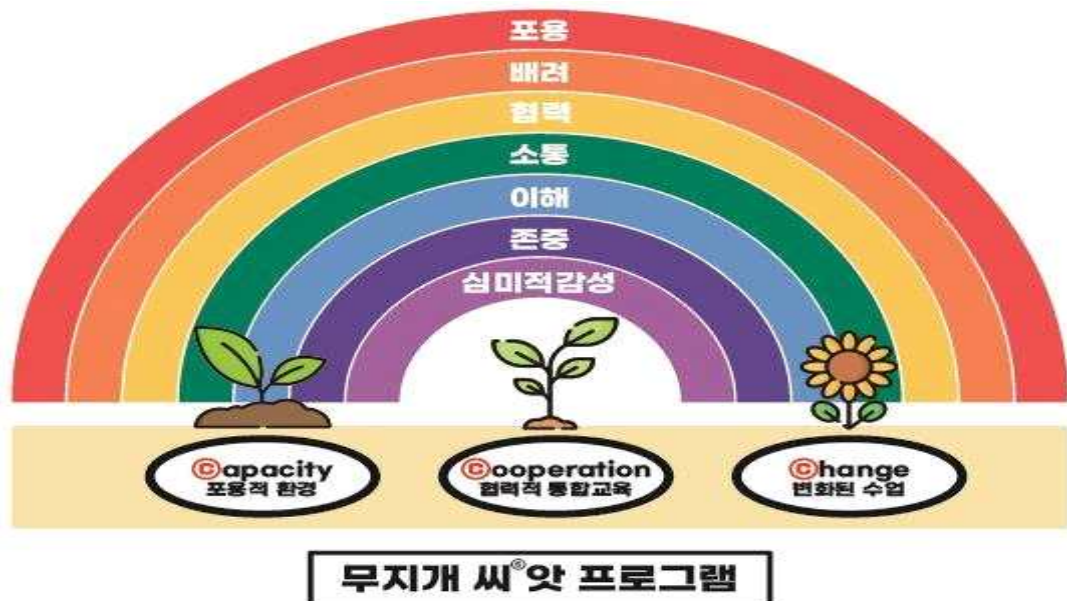 포용
배려
협력
소통
이해
존중
심미적감성
Ⓒapacity
포용적 환경
Ⓒooperation
협력적 통합교육
Ⓒhange
변화된 수업
무지개 씨ⓒ앗 프로그램